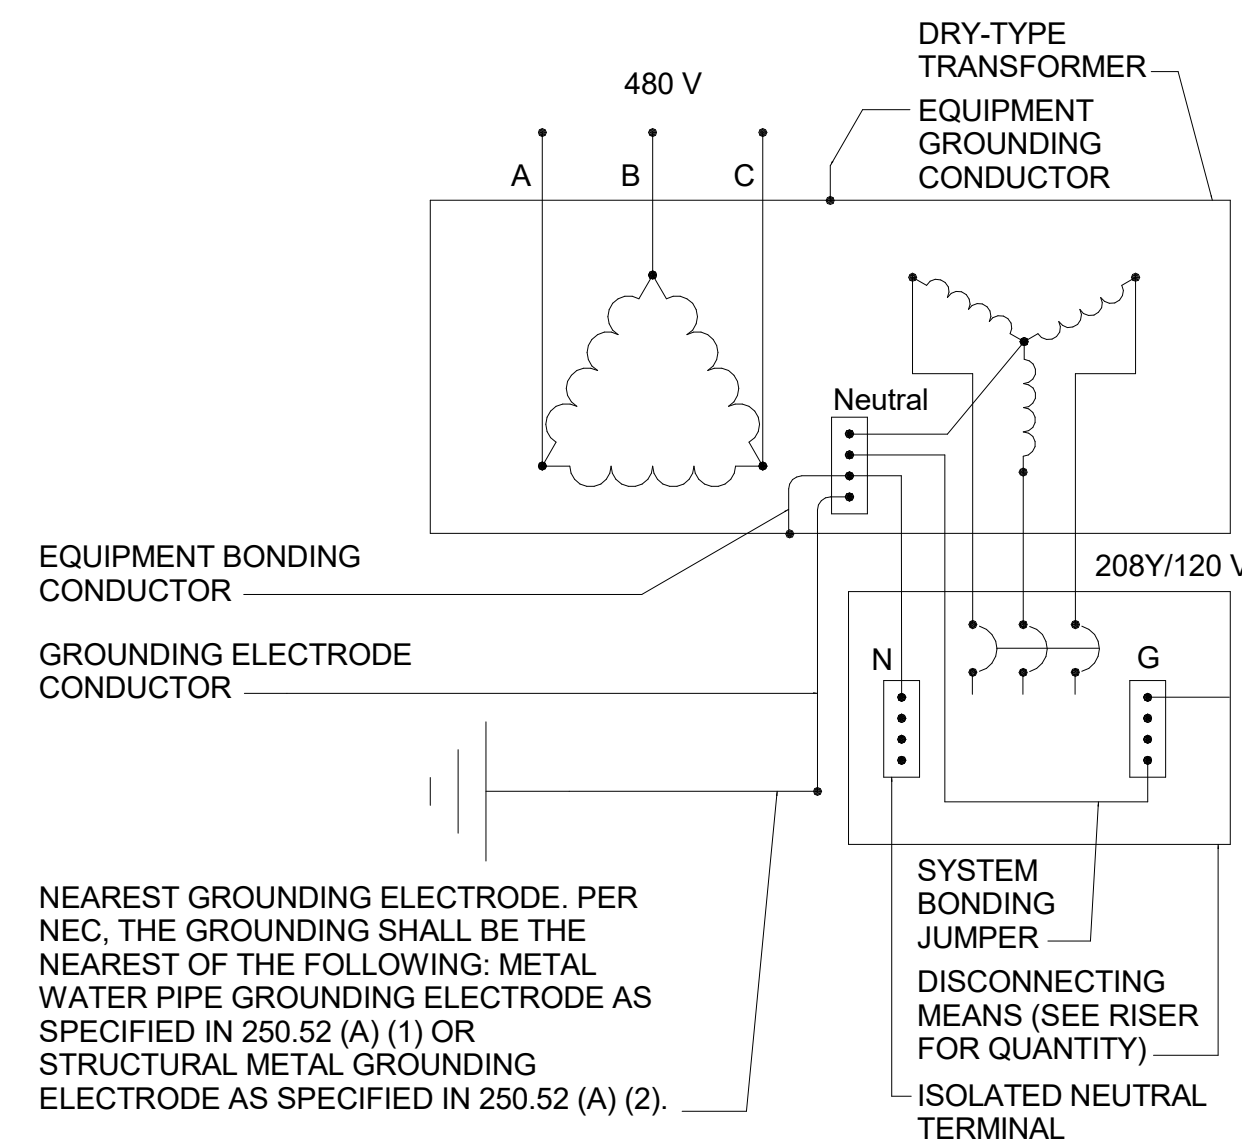 DRY-TYPE
TRANSFORMER
480 V
EQUIPMENT
GROUNDING
CONDUCTOR
A
B
C
Neutral
EQUIPMENT BONDING
CONDUCTOR
208Y/120 V
GROUNDING ELECTRODE
CONDUCTOR
N
G
NEAREST GROUNDING ELECTRODE. PER
NEC, THE GROUNDING SHALL BE THE
NEAREST OF THE FOLLOWING: METAL
WATER PIPE GROUNDING ELECTRODE AS
SPECIFIED IN 250.52 (A) (1) OR
STRUCTURAL METAL GROUNDING
ELECTRODE AS SPECIFIED IN 250.52 (A) (2).
SYSTEM
BONDING
JUMPER
DISCONNECTING
MEANS (SEE RISER
FOR QUANTITY)
ISOLATED NEUTRAL
TERMINAL